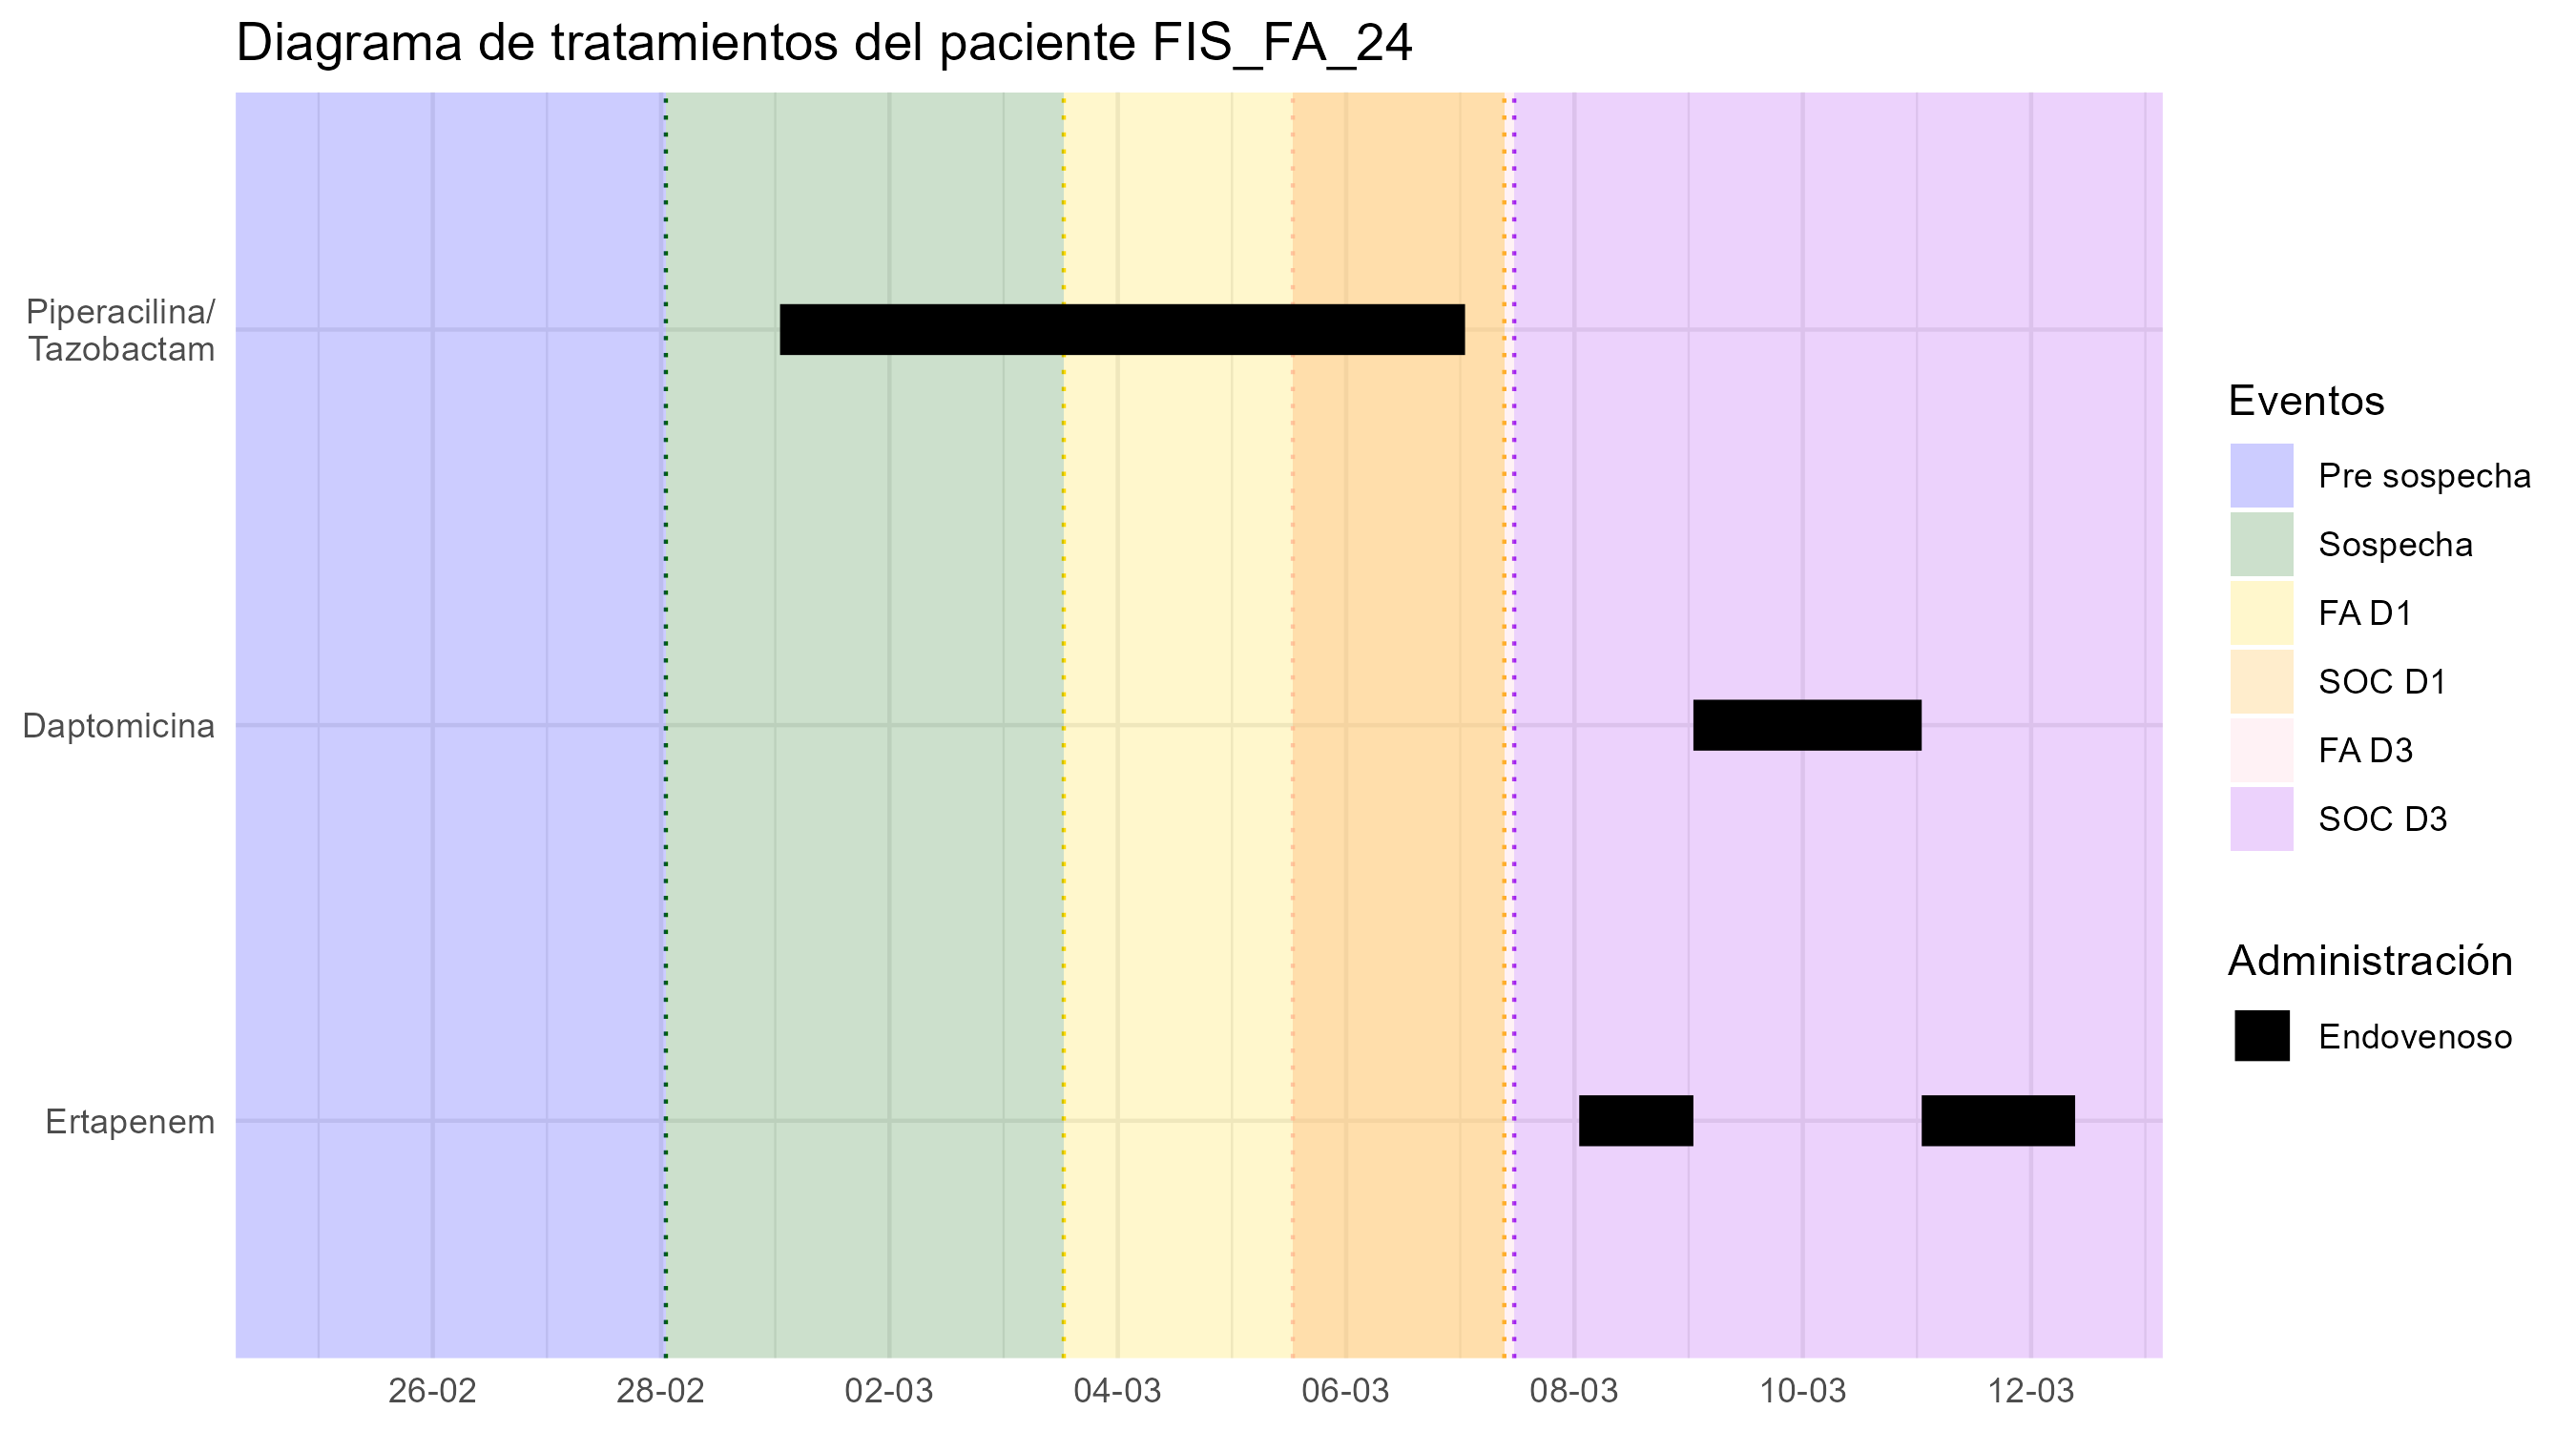 Diagrama de tratamientos del paciente FIS_FA_24
Piperacilina/
Tazobactam
Daptomicina
Ertapenem
26-02
28-02
02-03
04-03
06-03
08-03
10-03
12-03
Eventos
Pre sospecha
Sospecha
FA D1
SOC D1
FA D3
SOC D3
Administración
Endovenoso